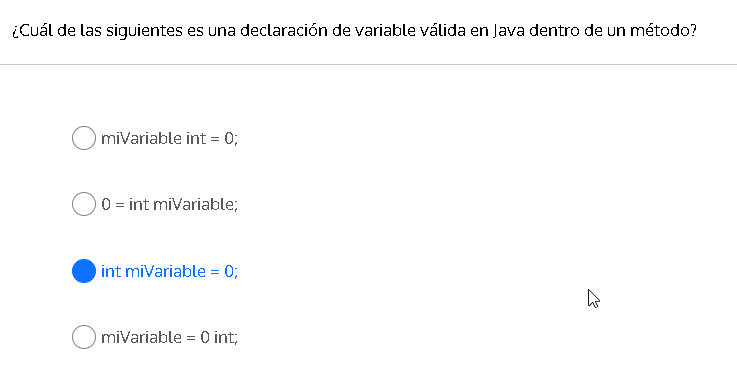 ¿Cuál de las siguientes es una declaración de variable válida en Java dentro de un método?
miVariable int = 0;
0 = int miVariable;
int miVariable = 0;
miVariable = 0 int;